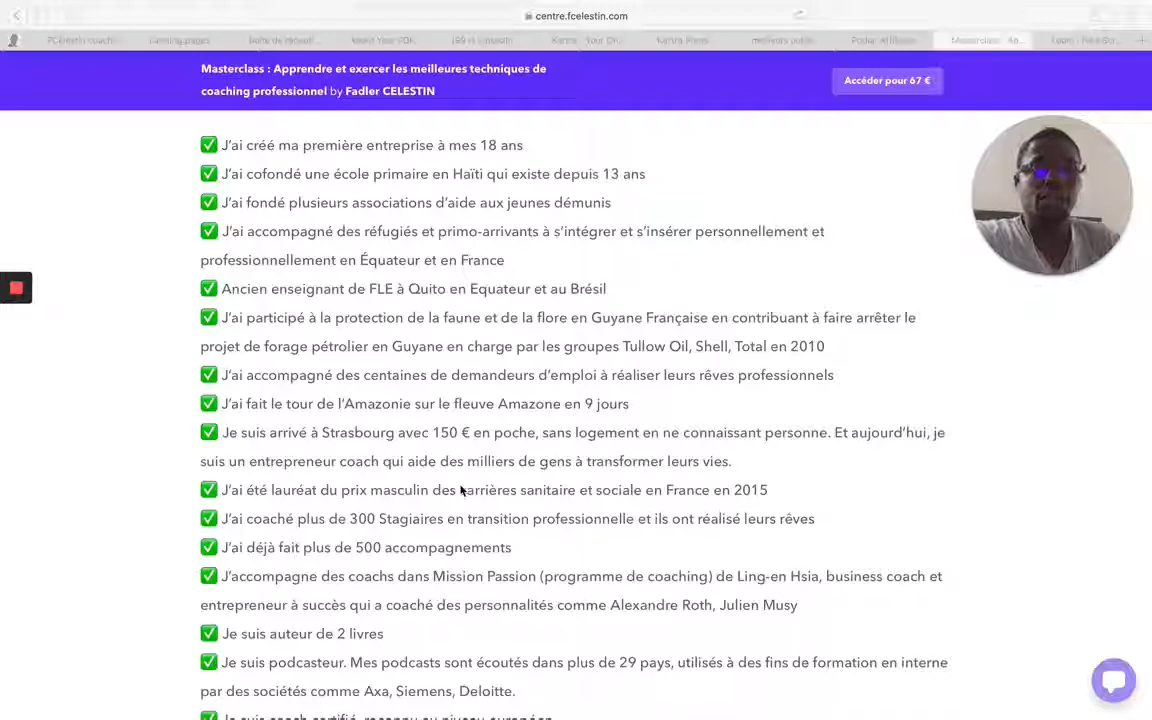 centre.fcelestin.com
Landing pages
Masterclass : Apprendre et exercer les meilleures techniques de
coaching professionnel by Fadler CELESTIN
Accéder pour 67 €
✅ J'ai créé ma première entreprise à mes 18 ans
✅ J'ai cofondé une école primaire en Haïti qui existe depuis 13 ans
✅ J'ai fondé plusieurs associations d'aide aux jeunes démunis
✅ J'ai accompagné des réfugiés et primo-arrivants à s'intégrer et s'insérer personnellement et
professionnellement en Équateur et en France
✅ Ancien enseignant de FLE à Quito en Equateur et au Brésil
✅ J'ai participé à la protection de la faune et de la flore en Guyane Française en contribuant à faire arrêter le
projet de forage pétrolier en Guyane en charge par les groupes Tullow Oil, Shell, Total en 2010
✅ J'ai accompagné des centaines de demandeurs d'emploi à réaliser leurs rêves professionnels
✅ J'ai fait le tour de l'Amazonie sur le fleuve Amazone en 9 jours
✅ Je suis arrivé à Strasbourg avec 150 € en poche, sans logement en ne connaissant personne. Et aujourd'hui, je
suis un entrepreneur coach qui aide des milliers de gens à transformer leurs vies.
✅ J'ai été lauréat du prix masculin des carrières sanitaire et sociale en France en 2015
✅ J'ai coaché plus de 300 Stagiaires en transition professionnelle et ils ont réalisé leurs rêves
✅ J'ai déjà fait plus de 500 accompagnements
✅ J'accompagne des coachs dans Mission Passion (programme de coaching) de Ling-en Hsia, business coach et
entrepreneur à succès qui a coaché des personnalités comme Alexandre Roth, Julien Musy
✅ Je suis auteur de 2 livres
✅ Je suis podcasteur. Mes podcasts sont écoutés dans plus de 29 pays, utilisés à des fins de formation en interne
par des sociétés comme Axa, Siemens, Deloitte.
✅ Je suis coach certifié, reconnu au niveau européen